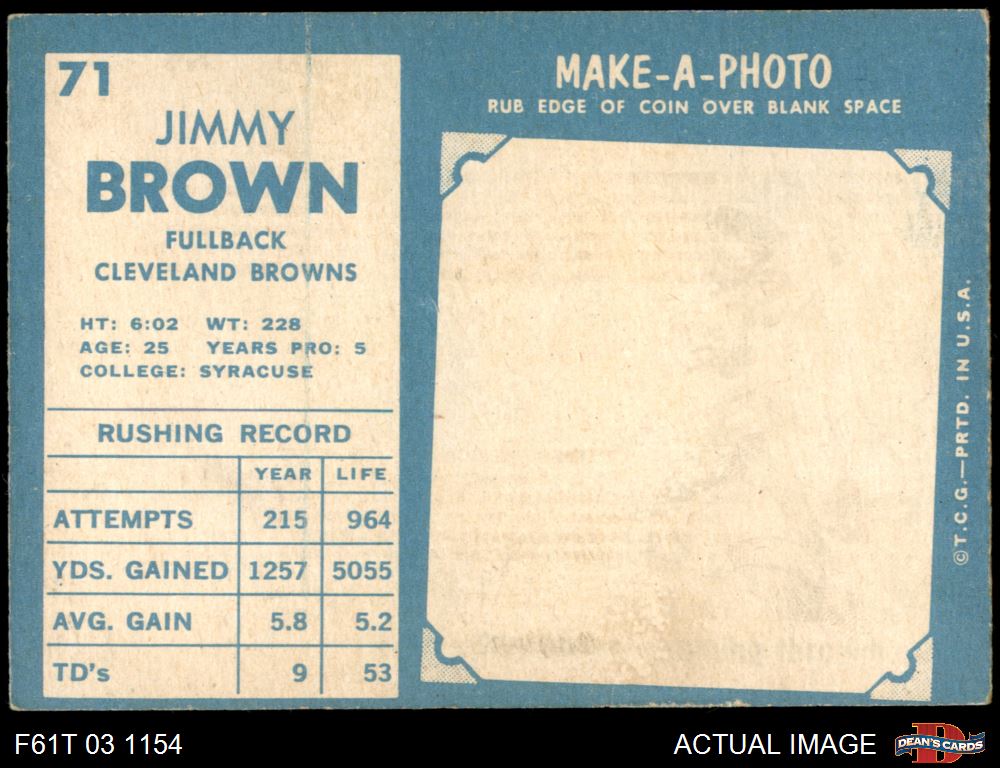 71
JIMMY
BROWN
FULLBACK
CLEVELAND BROWNS
HT: 6:02 WT: 228
AGE: 25 YEARS PRO: 5
COLLEGE: SYRACUSE
RUSHING RECORD
YEAR LIFE
ATTEMPTS 215 964
YDS. GAINED 1257 5055
AVG. GAIN 5.8 5.2
TD's 9 53
MAKE-A-PHOTO
RUB EDGE OF COIN OVER BLANK SPACE
©T.C.G.—PRTD. IN U.S.A.
F61T 03 1154
ACTUAL IMAGE
D
DEAN'S CARDS